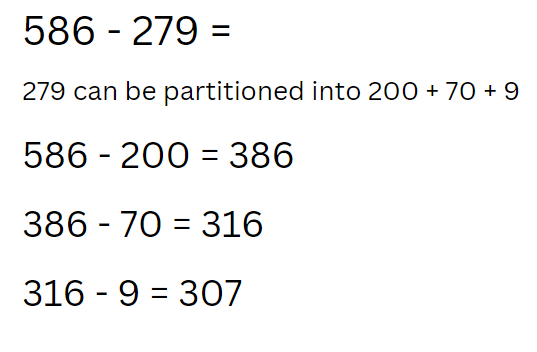 586 - 279 =
279 can be partitioned into 200 + 70 + 9
586 - 200 = 386
386 - 70 = 316
316 - 9 = 307